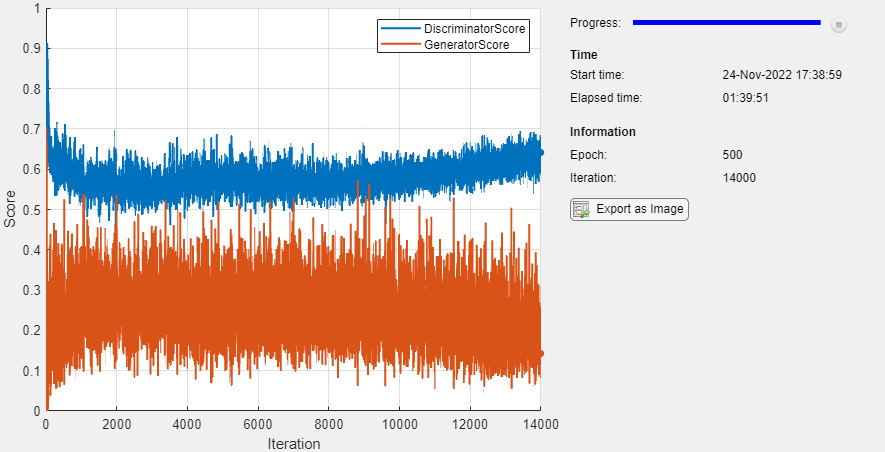 1
0.9
0.8
0.7
0.6
0.5
0.4
0.3
0.2
0.1
0
Score
0 2000 4000 6000 8000 10000 12000 14000
Iteration
DiscriminatorScore
GeneratorScore
Progress:
Time
Start time: 24-Nov-2022 17:38:59
Elapsed time: 01:39:51
Information
Epoch: 500
Iteration: 14000
Export as Image